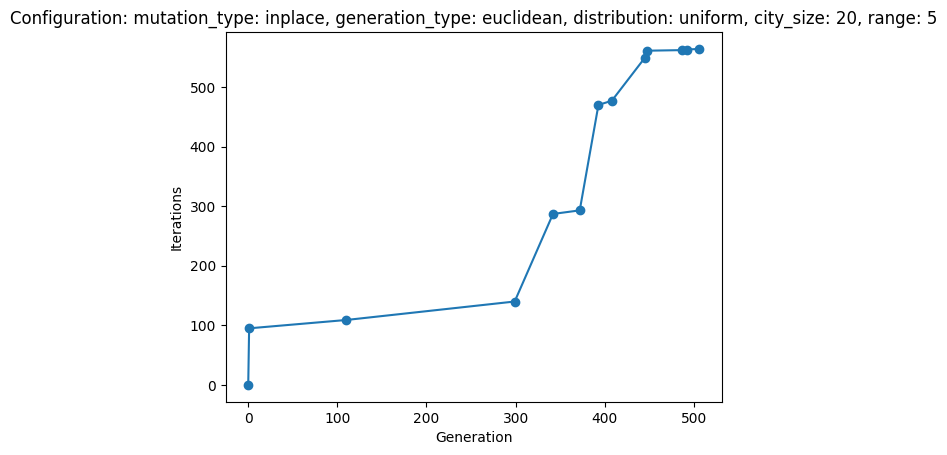 Configuration: mutation_type: inplace, generation_type: euclidean, distribution: uniform, city_size: 20, range: 5
500
400
300
200
100
0
Iterations
0 100 200 300 400 500
Generation